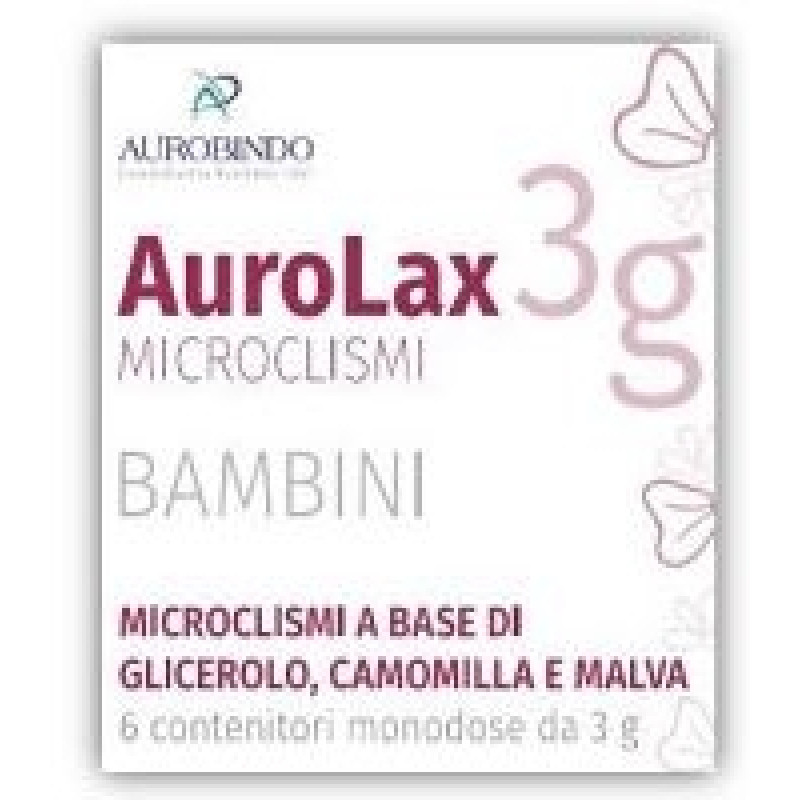 AUROBINDO
AuroLax 3g
MICROCLISMI
BAMBINI
MICROCLISMI A BASE DI
GLICEROLO, CAMOMILLA E MALVA
6 contenitori monodose da 3 g